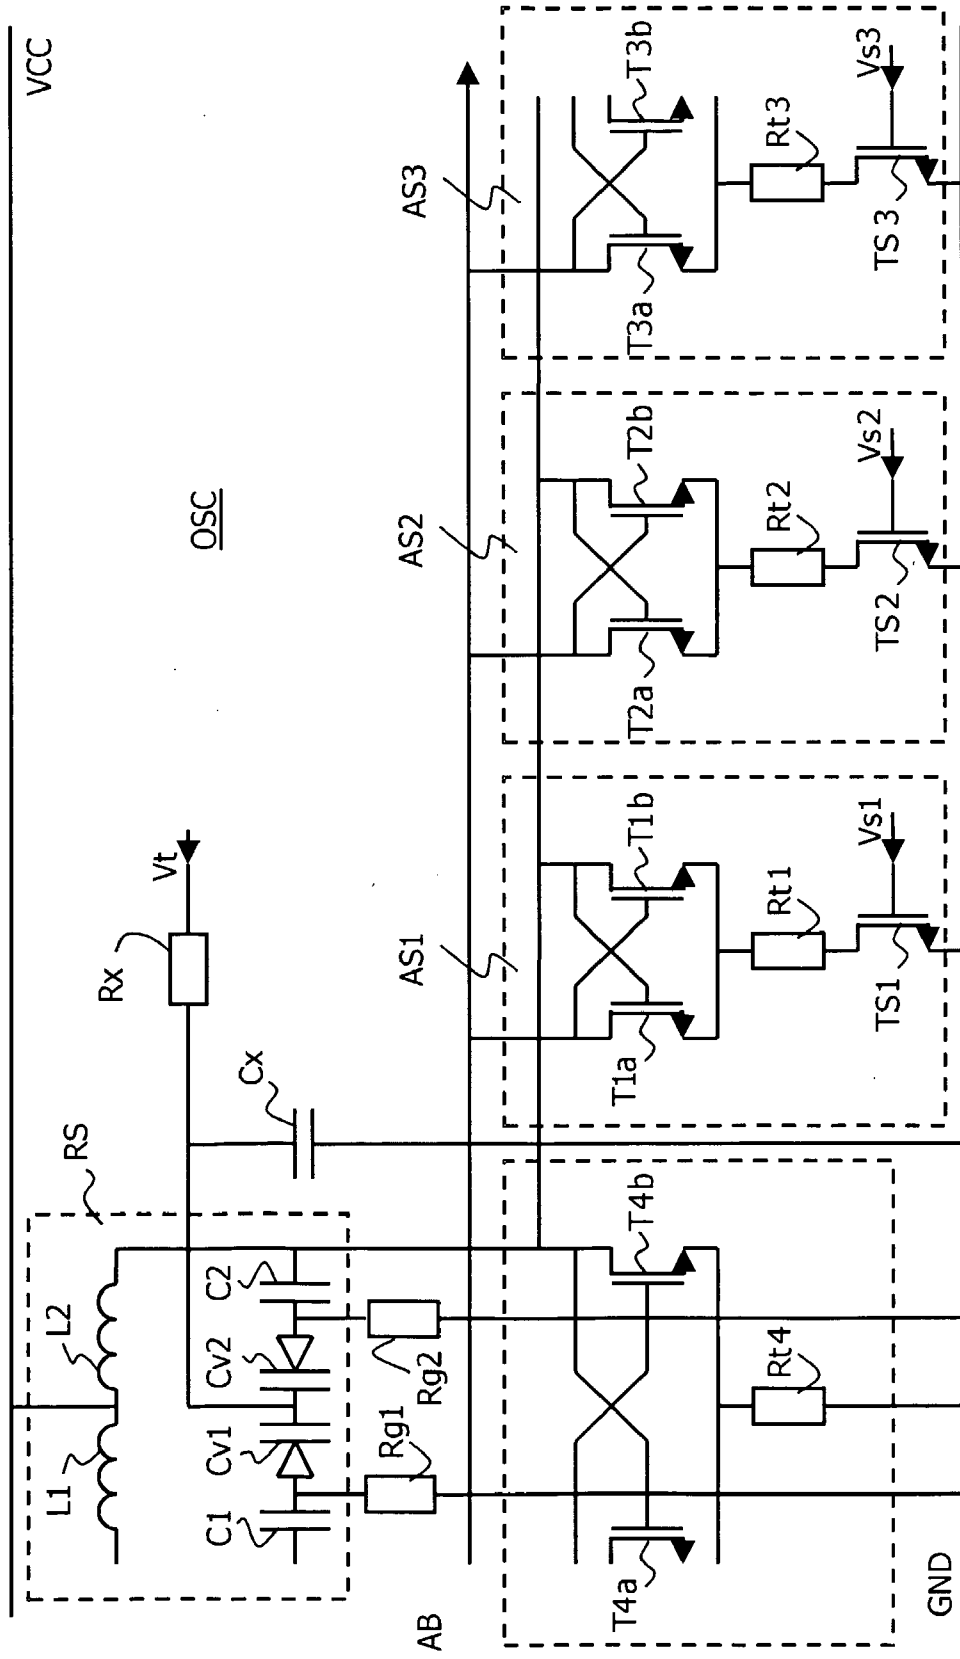 VCC
OSC
Vt
Rx
Cx
RS
L1
L2
C1
Cv1
Cv2
C2
Rg1
Rg2
AB
AS1
AS2
AS3
T4a
T4b
T1a
T1b
T2a
T2b
T3a
T3b
Rt4
Rt1
Rt2
Rt3
Vs1
Vs2
Vs3
TS1
TS2
TS3
GND